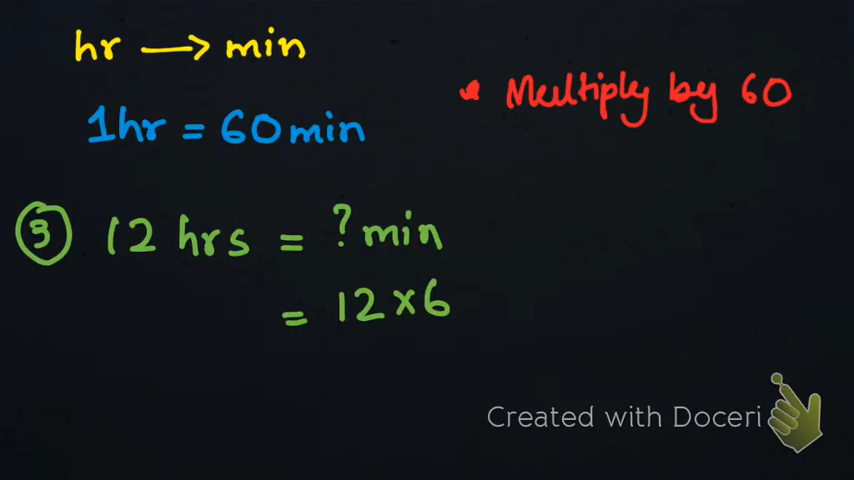 hr → min
* Multiply by 60
1hr = 60min
3 12 hrs = ? min
= 12 × 6
Created with Doceri